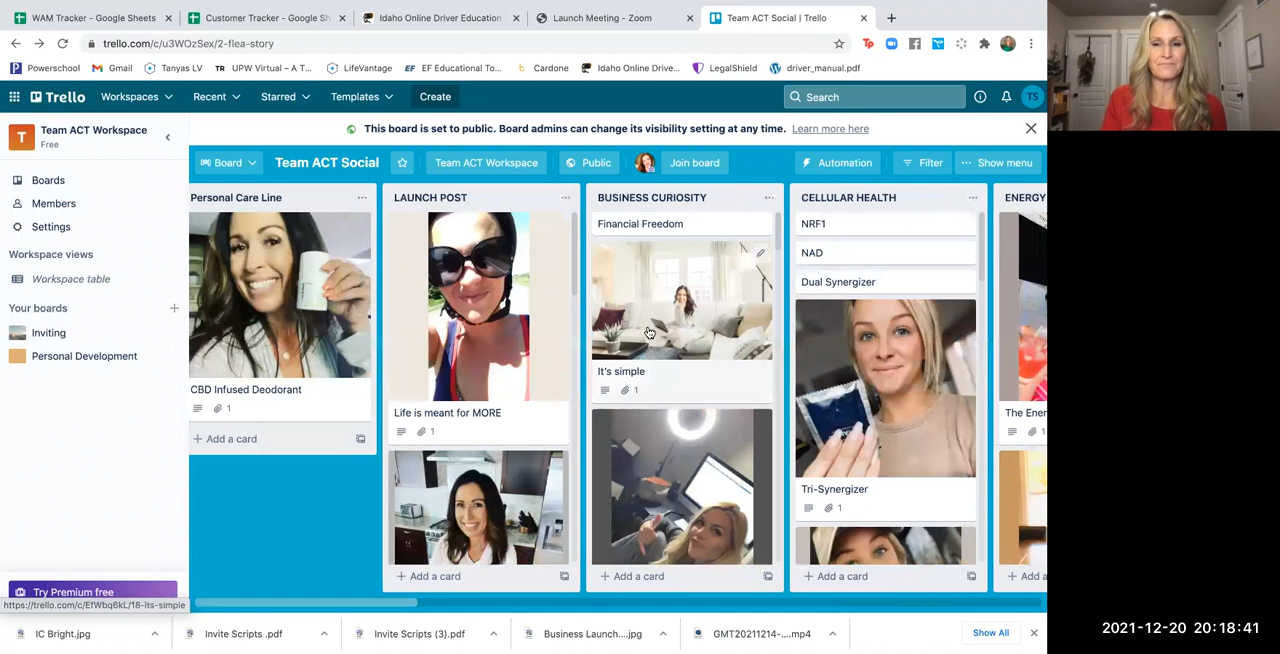 WAM Tracker - Google Sheets
Customer Tracker - Google Sh
Idaho Online Driver Education
Launch Meeting - Zoom
Team ACT Social | Trello
trello.com/c/u3WOzSex/2-flea-story
Powerschool
Gmail
Tanyas LV
TR UPW Virtual – A T...
LifeVantage
EF EF Educational To...
Cardone
Idaho Online Drive...
LegalShield
driver_manual.pdf
Trello
Workspaces
Recent
Starred
Templates
Create
Search
TS
T
Team ACT Workspace
Free
This board is set to public. Board admins can change its visibility setting at any time. Learn more here
Board
Team ACT Social
Team ACT Workspace
Public
Join board
Automation
Filter
Show menu
Boards
Members
Settings
Workspace views
Workspace table
Your boards
Inviting
Personal Development
Try Premium free
https://trello.com/c/EfWbq6kL/18-its-simple
Personal Care Line
CBD Infused Deodorant
1
Add a card
LAUNCH POST
Life is meant for MORE
1
Add a card
BUSINESS CURIOSITY
Financial Freedom
It's simple
1
Add a card
CELLULAR HEALTH
NRF1
NAD
Dual Synergizer
Tri-Synergizer
1
Add a card
ENERGY
The Ener
1
Add a
IC Bright.jpg
Invite Scripts .pdf
Invite Scripts (3).pdf
Business Launch....jpg
GMT20211214-....mp4
Show All
2021-12-20 20:18:41